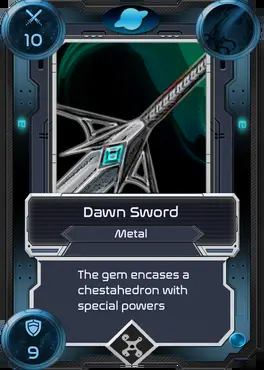 10
Dawn Sword
Metal
The gem encases a
chestahedron with
special powers
9